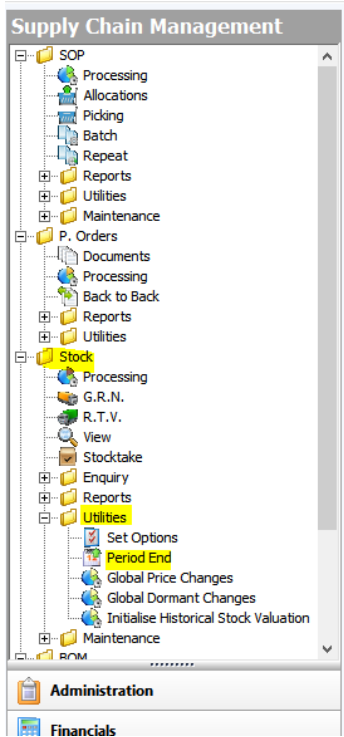 Supply Chain Management
SOP
Processing
Allocations
Picking
Batch
Repeat
Reports
Utilities
Maintenance
P. Orders
Documents
Processing
Back to Back
Reports
Utilities
Stock
Processing
G.R.N.
R.T.V.
View
Stocktake
Enquiry
Reports
Utilities
Set Options
Period End
Global Price Changes
Global Dormant Changes
Initialise Historical Stock Valuation
Maintenance
BOM
Administration
Financials